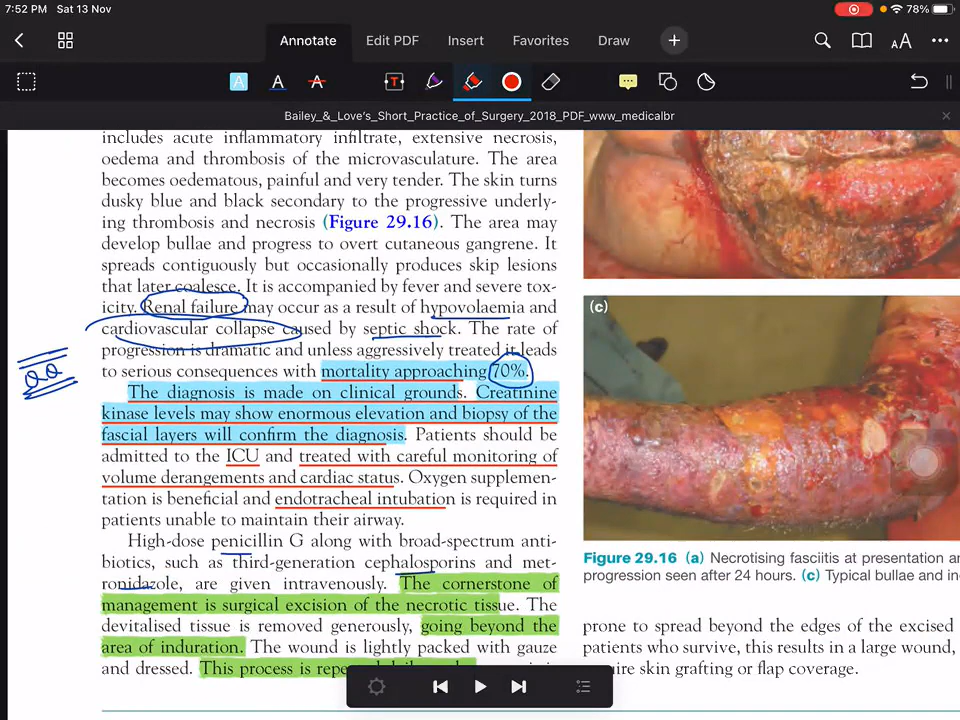 7:52 PM Sat 13 Nov
78%
Annotate Edit PDF Insert Favorites Draw
AA
A A A T
Bailey_&_Love's_Short_Practice_of_Surgery_2018_PDF_www_medicalbr
includes acute inflammatory infiltrate, extensive necrosis,
oedema and thrombosis of the microvasculature. The area
becomes oedematous, painful and very tender. The skin turns
dusky blue and black secondary to the progressive underly-
ing thrombosis and necrosis (Figure 29.16). The area may
develop bullae and progress to overt cutaneous gangrene. It
spreads contiguously but occasionally produces skip lesions
that later coalesce. It is accompanied by fever and severe tox-
icity. Renal failure may occur as a result of hypovolaemia and
cardiovascular collapse caused by septic shock. The rate of
progression is dramatic and unless aggressively treated it leads
to serious consequences with mortality approaching 70%.
The diagnosis is made on clinical grounds. Creatinine
kinase levels may show enormous elevation and biopsy of the
fascial layers will confirm the diagnosis. Patients should be
admitted to the ICU and treated with careful monitoring of
volume derangements and cardiac status. Oxygen supplemen-
tation is beneficial and endotracheal intubation is required in
patients unable to maintain their airway.
High-dose penicillin G along with broad-spectrum anti-
biotics, such as third-generation cephalosporins and met-
ronidazole, are given intravenously. The cornerstone of
management is surgical excision of the necrotic tissue. The
devitalised tissue is removed generously, going beyond the
area of induration. The wound is lightly packed with gauze
and dressed. This process is
(c)
Figure 29.16 (a) Necrotising fasciitis at presentation
progression seen after 24 hours. (c) Typical bullae and
prone to spread beyond the edges of the excised
patients who survive, this results in a large wound,
skin grafting or flap coverage.